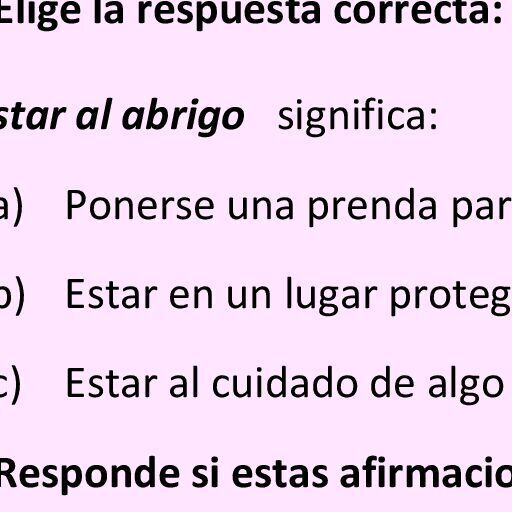 Elige la respuesta correcta:
star al abrigo significa:
a) Ponerse una prenda par
b) Estar en un lugar proteg
c) Estar al cuidado de algo
Responde si estas afirmacio